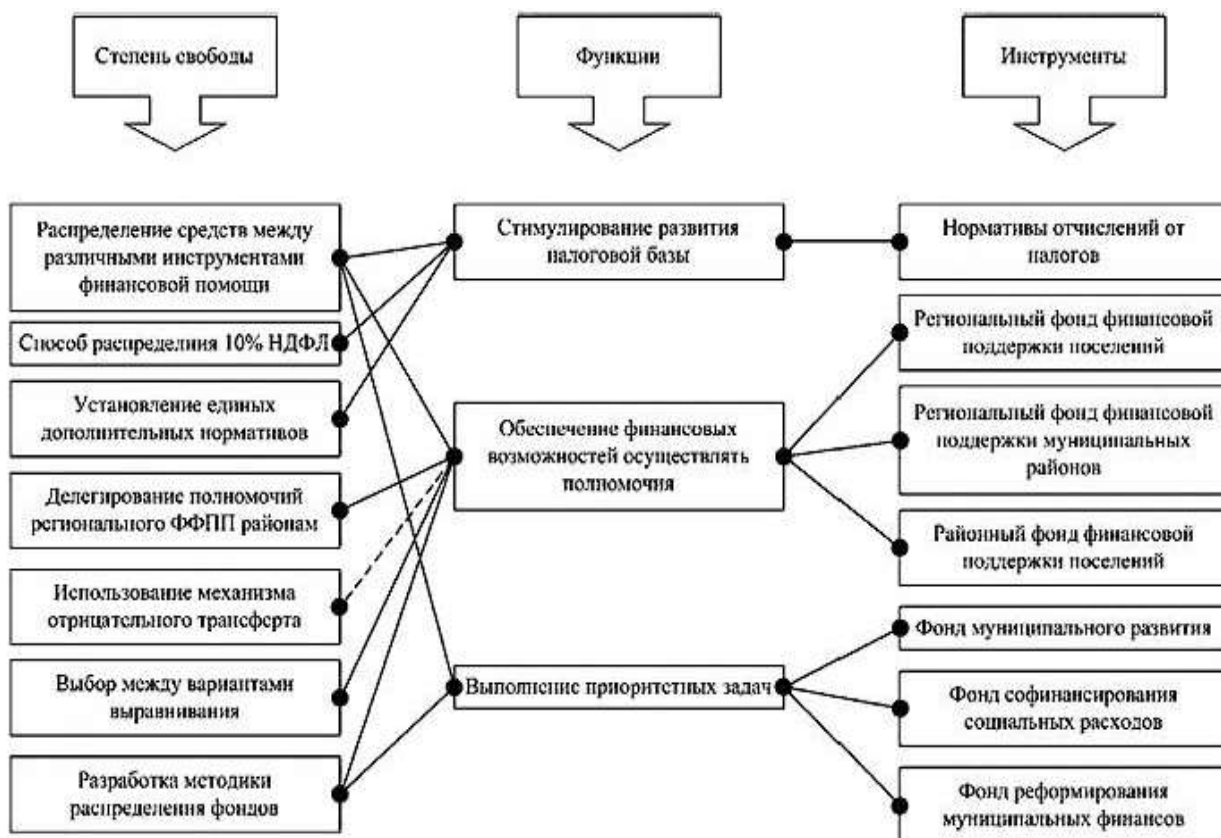 Степень свободы
Функции
Инструменты
Распределение средств между
различными инструментами
финансовой помощи
Способ распределния 10% НДФЛ
Установление единых
дополнительных нормативов
Делегирование полномочий
регионального ФФПП районам
Использование механизма
отрицательного трансферта
Выбор между вариантами
выравнивания
Разработка методики
распределения фондов
Стимулирование развития
налоговой базы
Обеспечение финансовых
возможностей осуществлять
полномочия
Выполнение приоритетных задач
Нормативы отчислений от
налогов
Региональный фонд финансовой
поддержки поселений
Региональный фонд финансовой
поддержки муниципальных
районов
Районный фонд финансовой
поддержки поселений
Фонд муниципального развития
Фонд софинансирования
социальных расходов
Фонд реформирования
муниципальных финансов